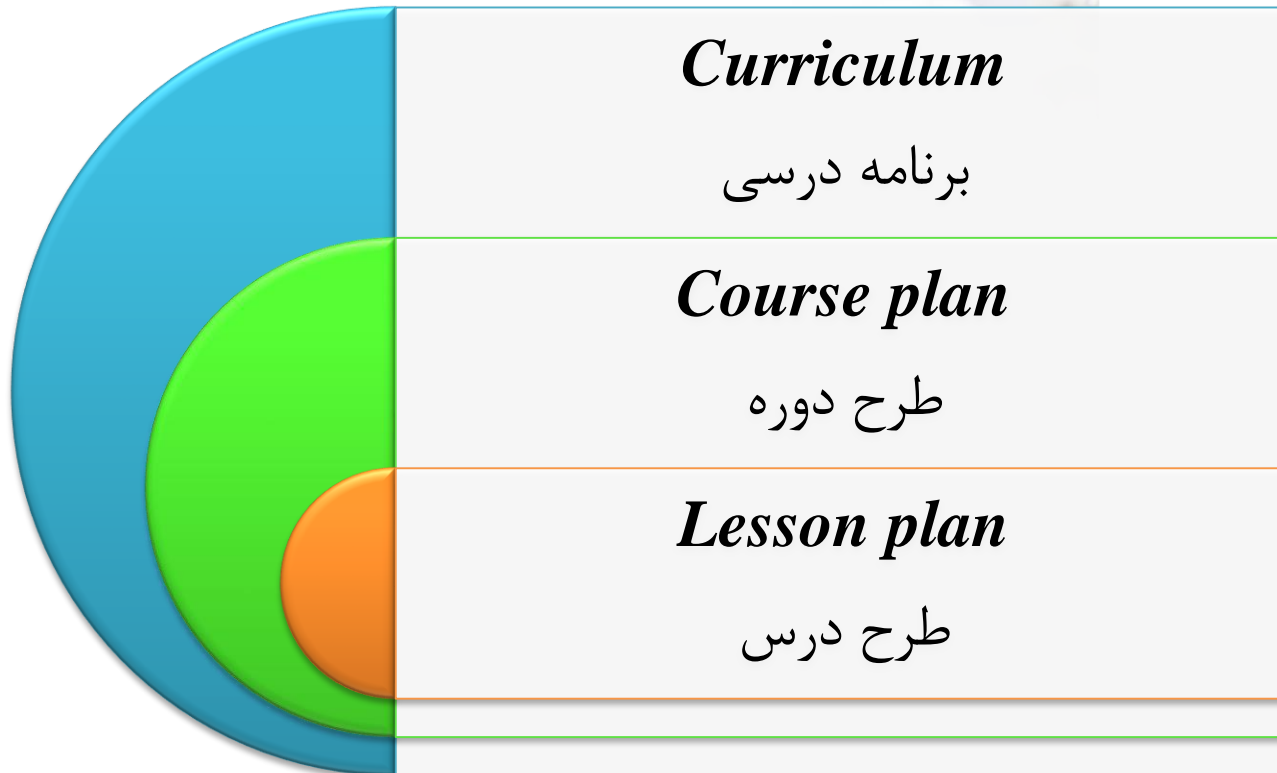 Curriculum
برنامه درسی
Course plan
طرح دوره
Lesson plan
طرح درس